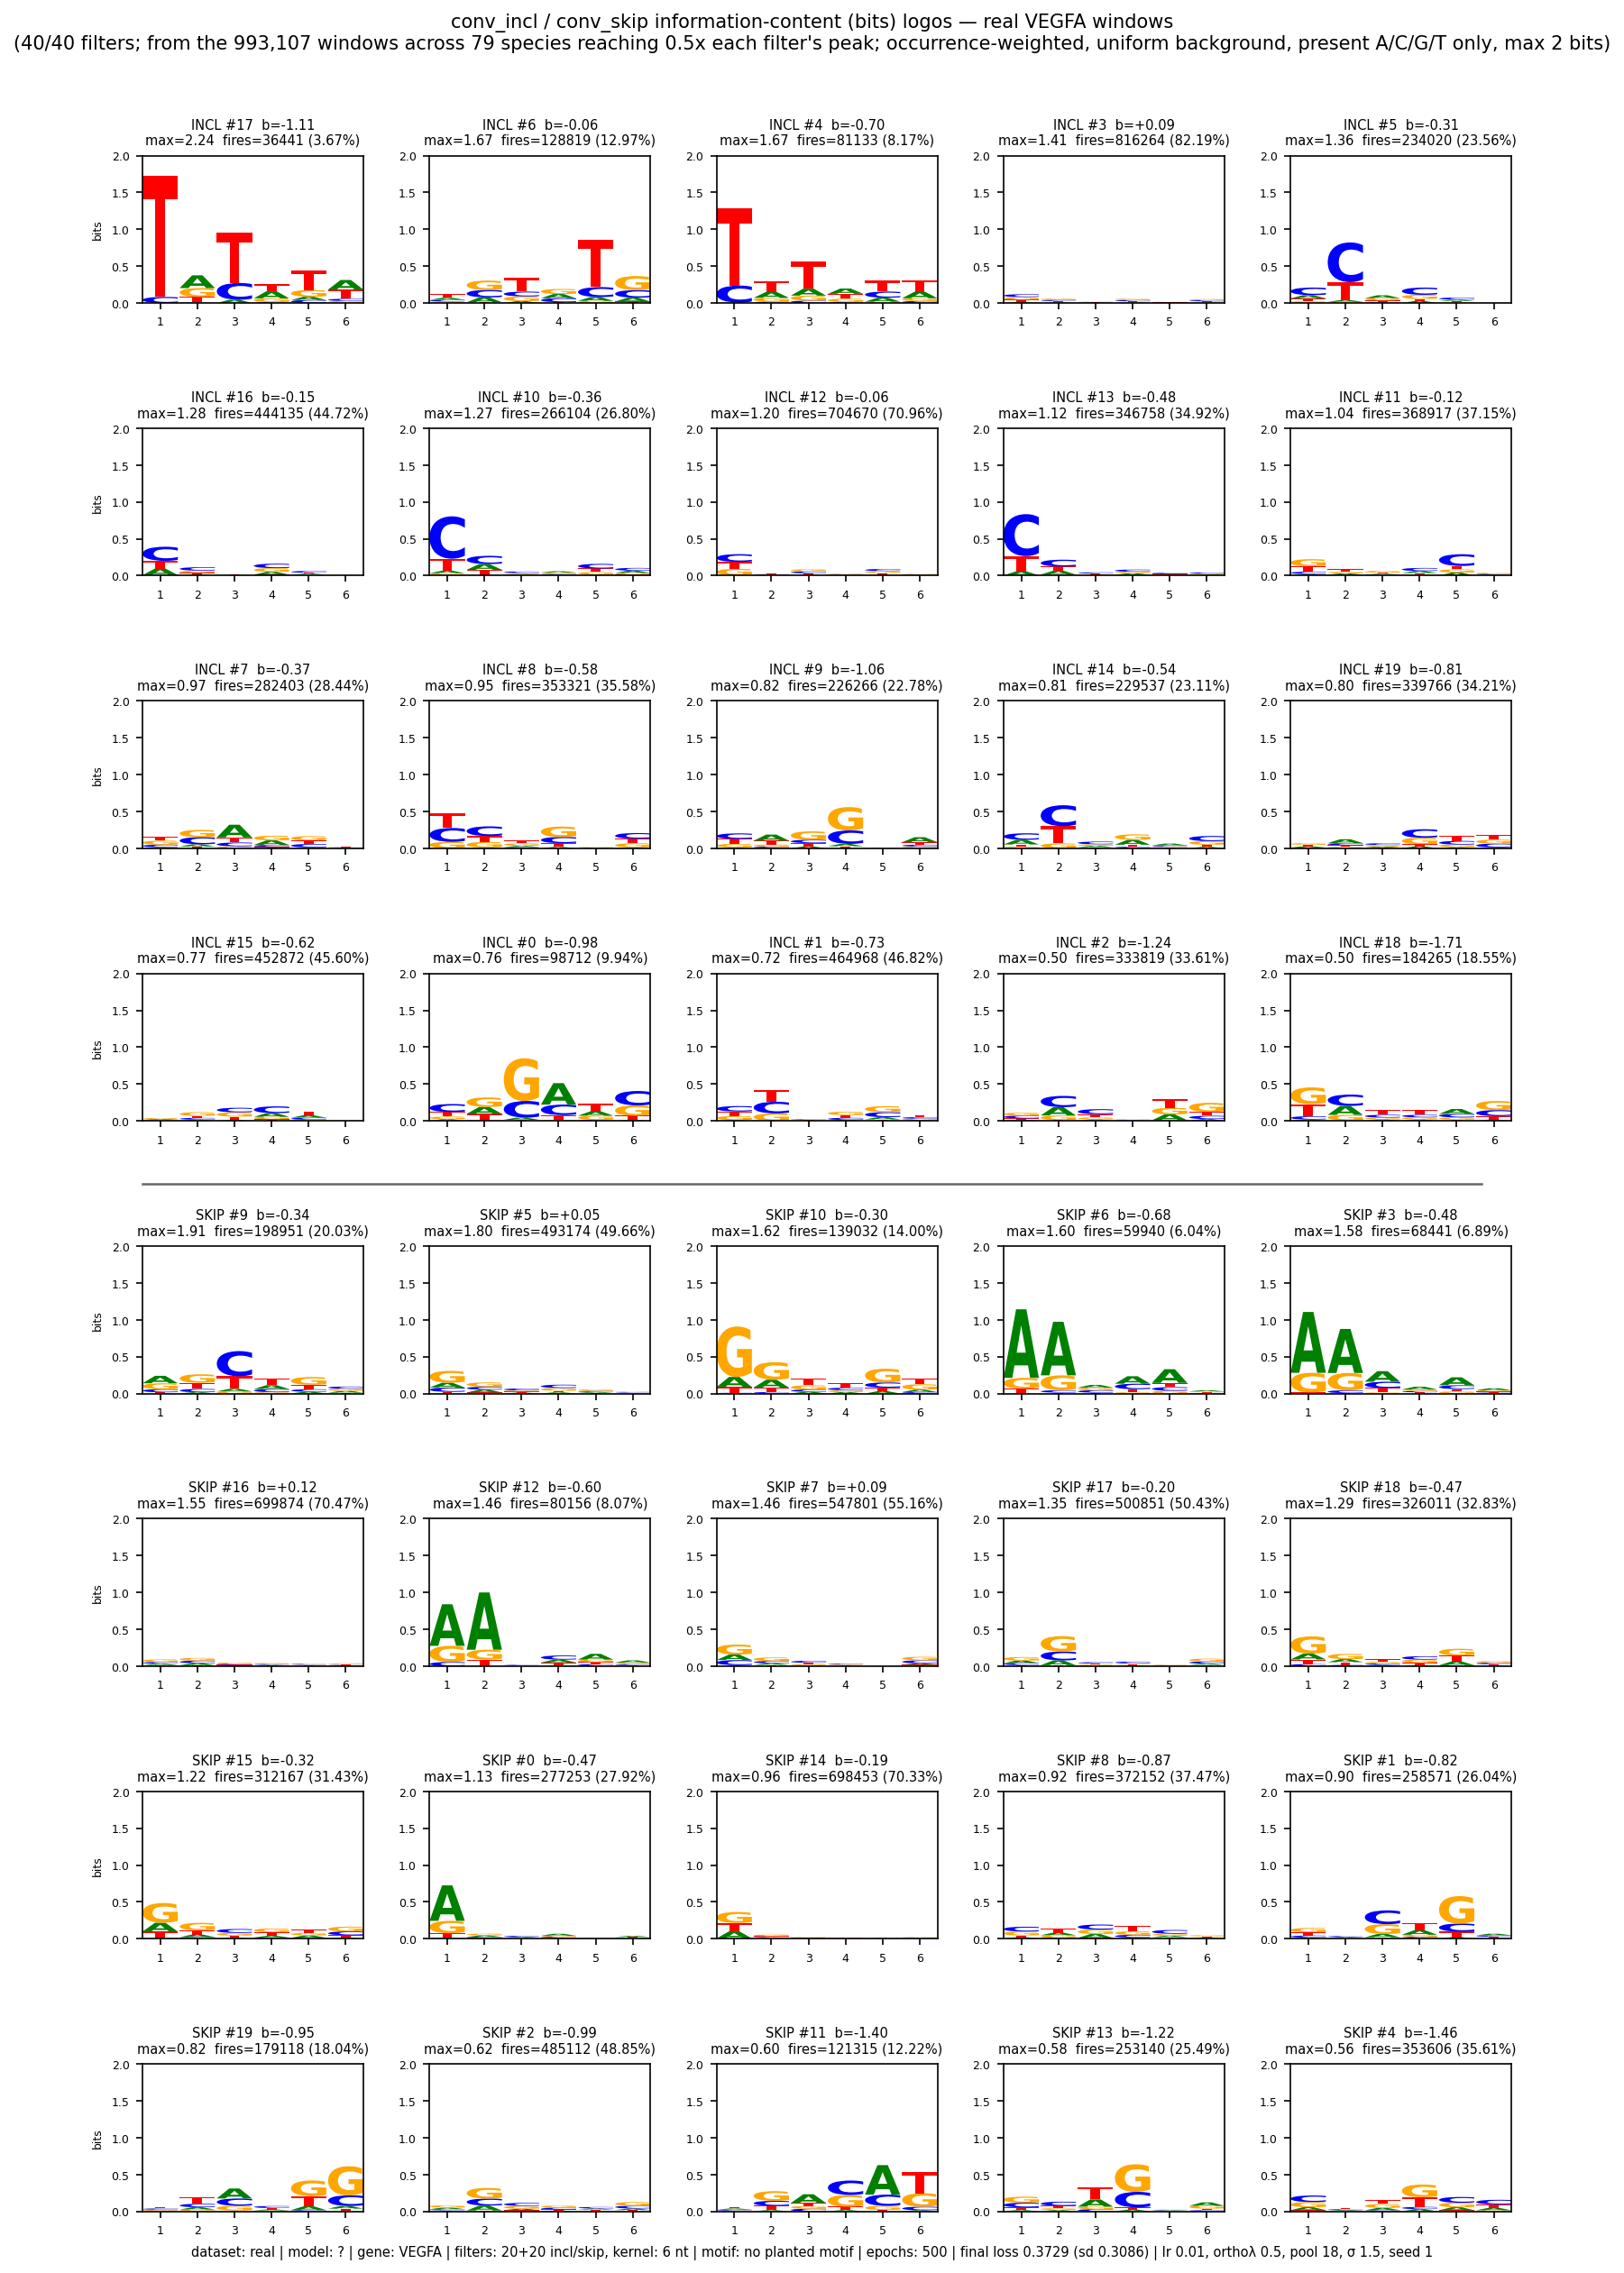 conv_incl / conv_skip information-content (bits) logos — real VEGFA windows
(40/40 filters; from the 993,107 windows across 79 species reaching 0.5x each filter's peak; occurrence-weighted, uniform background, present A/C/G/T only, max 2 bits)
INCL #17 b=-1.11
max=2.24 fires=36441 (3.67%)
INCL #6 b=-0.06
max=1.67 fires=128819 (12.97%)
INCL #4 b=-0.70
max=1.67 fires=81133 (8.17%)
INCL #3 b=+0.09
max=1.41 fires=816264 (82.19%)
INCL #5 b=-0.31
max=1.36 fires=234020 (23.56%)
INCL #16 b=-0.15
max=1.28 fires=444135 (44.72%)
INCL #10 b=-0.36
max=1.27 fires=266104 (26.80%)
INCL #12 b=-0.06
max=1.20 fires=704670 (70.96%)
INCL #13 b=-0.48
max=1.12 fires=346758 (34.92%)
INCL #11 b=-0.12
max=1.04 fires=368917 (37.15%)
INCL #7 b=-0.37
max=0.97 fires=282403 (28.44%)
INCL #8 b=-0.58
max=0.95 fires=353321 (35.58%)
INCL #9 b=-1.06
max=0.82 fires=226266 (22.78%)
INCL #14 b=-0.54
max=0.81 fires=229537 (23.11%)
INCL #19 b=-0.81
max=0.80 fires=339766 (34.21%)
INCL #15 b=-0.62
max=0.77 fires=452872 (45.60%)
INCL #0 b=-0.98
max=0.76 fires=98712 (9.94%)
INCL #1 b=-0.73
max=0.72 fires=464968 (46.82%)
INCL #2 b=-1.24
max=0.50 fires=333819 (33.61%)
INCL #18 b=-1.71
max=0.50 fires=184265 (18.55%)
SKIP #9 b=-0.34
max=1.91 fires=198951 (20.03%)
SKIP #5 b=+0.05
max=1.80 fires=493174 (49.66%)
SKIP #10 b=-0.30
max=1.62 fires=139032 (14.00%)
SKIP #6 b=-0.68
max=1.60 fires=59940 (6.04%)
SKIP #3 b=-0.48
max=1.58 fires=68441 (6.89%)
SKIP #16 b=+0.12
max=1.55 fires=699874 (70.47%)
SKIP #12 b=-0.60
max=1.46 fires=80156 (8.07%)
SKIP #7 b=+0.09
max=1.46 fires=547801 (55.16%)
SKIP #17 b=-0.20
max=1.35 fires=500851 (50.43%)
SKIP #18 b=-0.47
max=1.29 fires=326011 (32.83%)
SKIP #15 b=-0.32
max=1.22 fires=312167 (31.43%)
SKIP #0 b=-0.47
max=1.13 fires=277253 (27.92%)
SKIP #14 b=-0.19
max=0.96 fires=698453 (70.33%)
SKIP #8 b=-0.87
max=0.92 fires=372152 (37.47%)
SKIP #1 b=-0.82
max=0.90 fires=258571 (26.04%)
SKIP #19 b=-0.95
max=0.82 fires=179118 (18.04%)
SKIP #2 b=-0.99
max=0.62 fires=485112 (48.85%)
SKIP #11 b=-1.40
max=0.60 fires=121315 (12.22%)
SKIP #13 b=-1.22
max=0.58 fires=253140 (25.49%)
SKIP #4 b=-1.46
max=0.56 fires=353606 (35.61%)
dataset: real | model: ? | gene: VEGFA | filters: 20+20 incl/skip, kernel: 6 nt | motif: no planted motif | epochs: 500 | final loss 0.3729 (sd 0.3086) | lr 0.01, orthoλ 0.5, pool 18, σ 1.5, seed 1